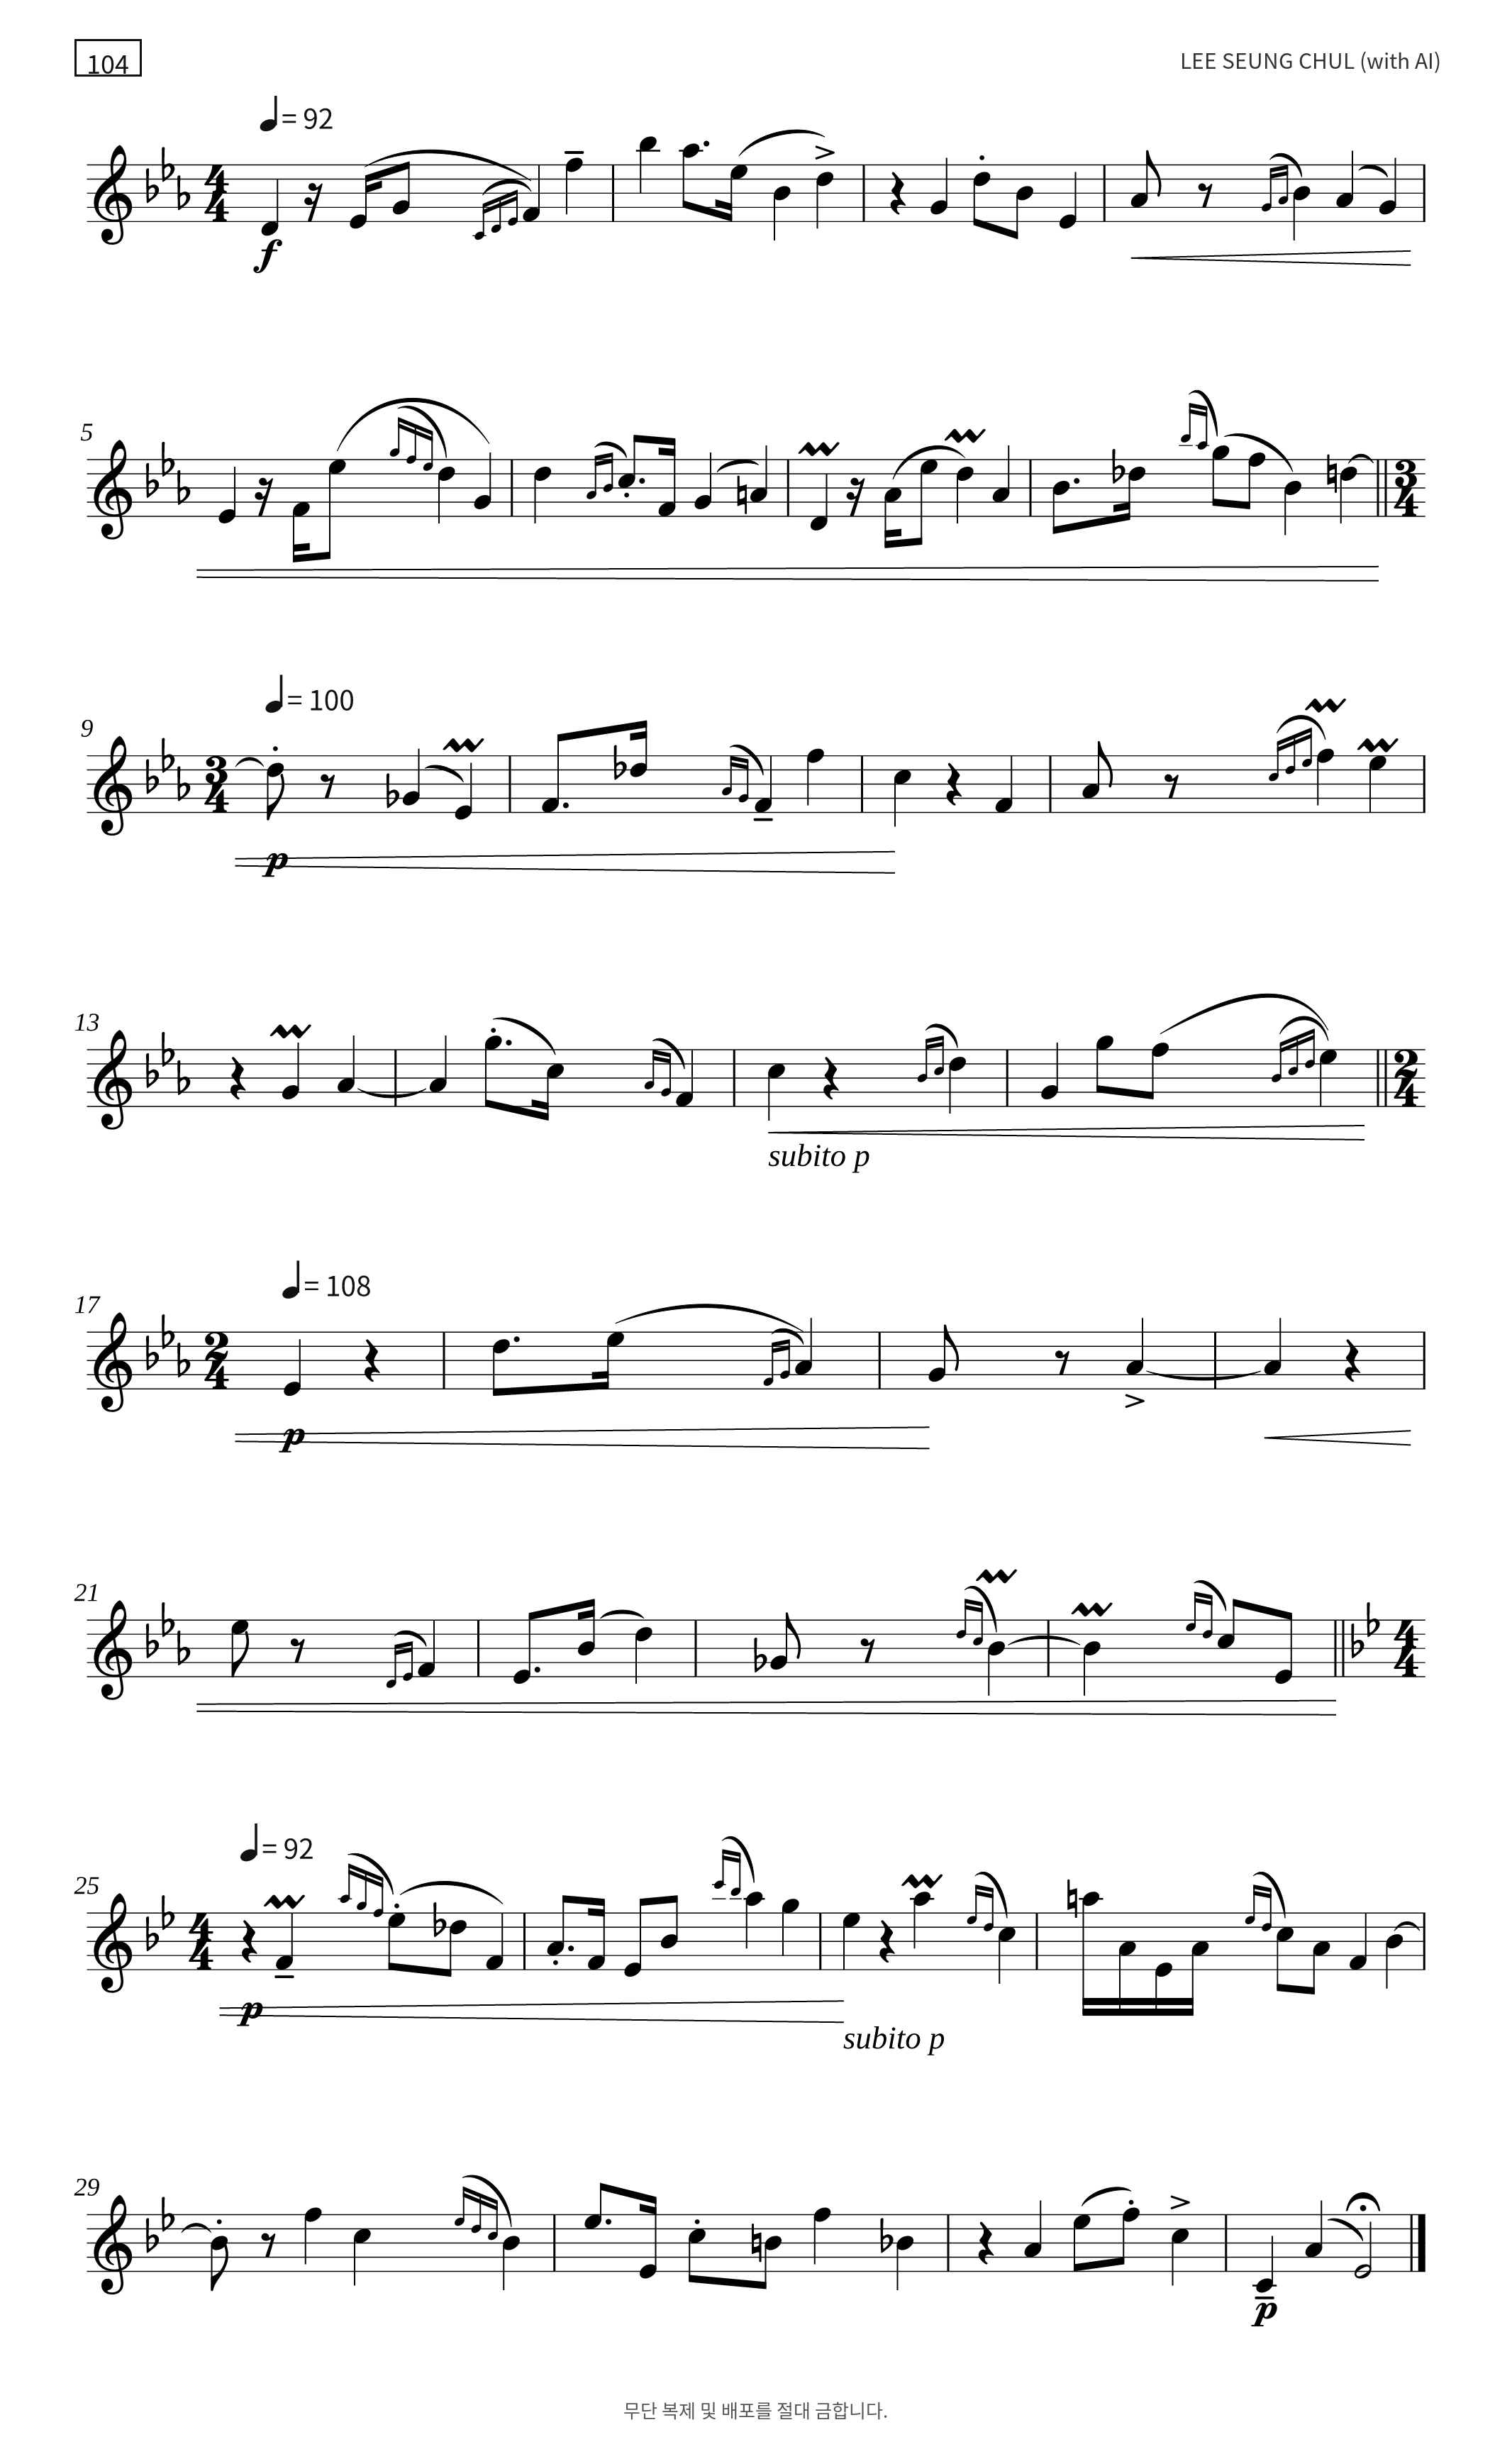 104
LEE SEUNG CHUL (with AI)
= 92
f
5
9
= 100
p
13
subito p
17
= 108
p
21
25
= 92
p
subito p
29
p
무단 복제 및 배포를 절대 금합니다.